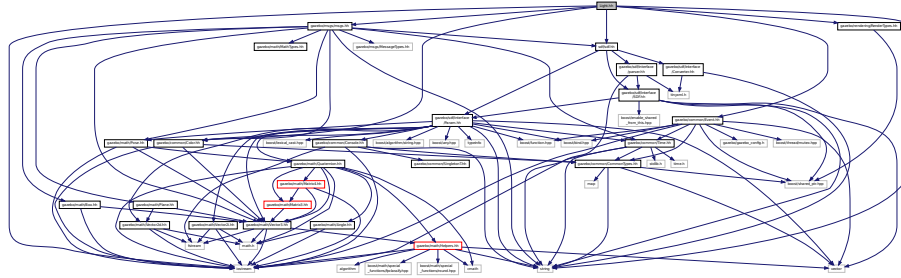 Light.hh
gazebo/msgs/msgs.hh
gazebo/rendering/RenderTypes.hh
gazebo/math/MathTypes.hh
gazebo/msgs/MessageTypes.hh
sdf/sdf.hh
gazebo/sdf/interface
/parser.hh
gazebo/sdf/interface
/Converter.hh
gazebo/sdf/interface
/SDF.hh
tinyxml.h
boost/enable_shared
_from_this.hpp
gazebo/sdf/interface
/Param.hh
gazebo/common/Event.hh
gazebo/math/Pose.hh
gazebo/common/Color.hh
boost/lexical_cast.hpp
gazebo/common/Console.hh
boost/algorithm/string.hpp
boost/any.hpp
typeinfo
boost/function.hpp
boost/bind.hpp
gazebo/common/Time.hh
gazebo/gazebo_config.h
boost/thread/mutex.hpp
gazebo/math/Quaternion.hh
gazebo/common/SingletonT.hh
gazebo/common/CommonTypes.hh
stdlib.h
time.h
gazebo/math/Matrix4.hh
map
boost/shared_ptr.hpp
gazebo/math/Box.hh
gazebo/math/Plane.hh
gazebo/math/Matrix3.hh
gazebo/math/Vector2d.hh
gazebo/math/Vector2i.hh
gazebo/math/Vector3.hh
gazebo/math/Angle.hh
fstream
math.h
gazebo/math/Helpers.hh
iostream
algorithm
boost/math/special
_functions/fpclassify.hpp
boost/math/special
_functions/round.hpp
cmath
string
vector